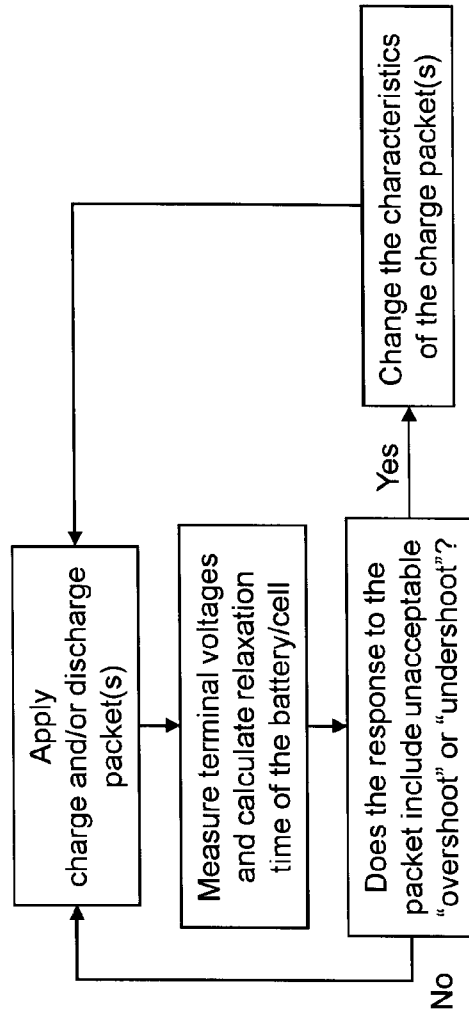 Apply
charge and/or discharge
packet(s)
Measure terminal voltages
and calculate relaxation
time of the battery/cell
Does the response to the
packet include unacceptable
“overshoot” or “undershoot”?
No
Yes
Change the characteristics
of the charge packet(s)